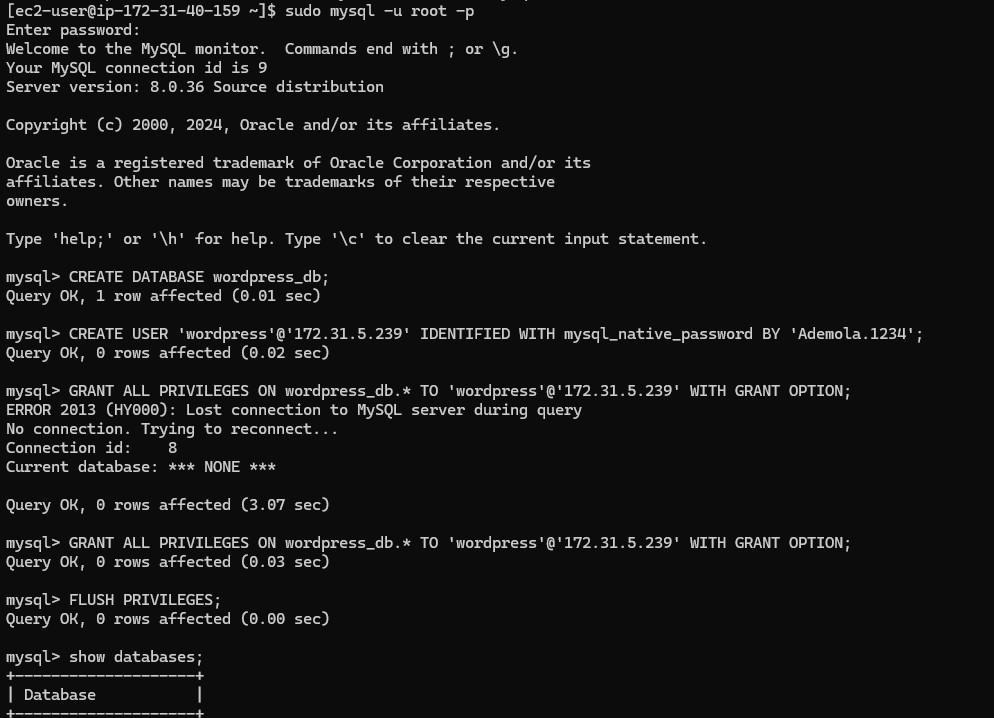 [ec2-user@ip-172-31-40-159 ~]$ sudo mysql -u root -p
Enter password:
Welcome to the MySQL monitor.  Commands end with ; or \g.
Your MySQL connection id is 9
Server version: 8.0.36 Source distribution
Copyright (c) 2000, 2024, Oracle and/or its affiliates.
Oracle is a registered trademark of Oracle Corporation and/or its
affiliates. Other names may be trademarks of their respective
owners.
Type 'help;' or '\h' for help. Type '\c' to clear the current input statement.
mysql> CREATE DATABASE wordpress_db;
Query OK, 1 row affected (0.01 sec)
mysql> CREATE USER 'wordpress'@'172.31.5.239' IDENTIFIED WITH mysql_native_password BY 'Ademola.1234';
Query OK, 0 rows affected (0.02 sec)
mysql> GRANT ALL PRIVILEGES ON wordpress_db.* TO 'wordpress'@'172.31.5.239' WITH GRANT OPTION;
ERROR 2013 (HY000): Lost connection to MySQL server during query
No connection. Trying to reconnect...
Connection id:    8
Current database: *** NONE ***
Query OK, 0 rows affected (3.07 sec)
mysql> GRANT ALL PRIVILEGES ON wordpress_db.* TO 'wordpress'@'172.31.5.239' WITH GRANT OPTION;
Query OK, 0 rows affected (0.03 sec)
mysql> FLUSH PRIVILEGES;
Query OK, 0 rows affected (0.00 sec)
mysql> show databases;
+--------------------+
| Database           |
+--------------------+